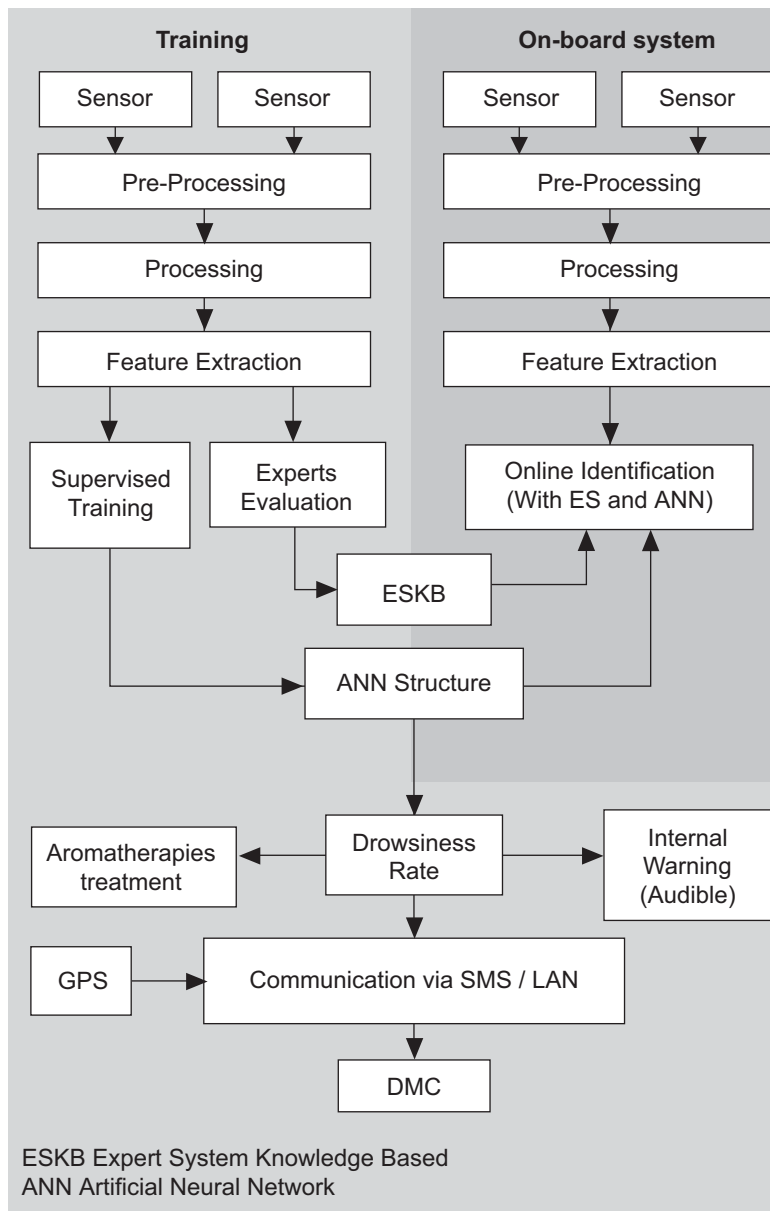 Training
On-board system
Sensor
Sensor
Sensor
Sensor
Pre-Processing
Pre-Processing
Processing
Processing
Feature Extraction
Feature Extraction
Supervised
Training
Experts
Evaluation
Online Identification
(With ES and ANN)
ESKB
ANN Structure
Aromatherapies
treatment
Drowsiness
Rate
Internal
Warning
(Audible)
GPS
Communication via SMS / LAN
DMC
ESKB Expert System Knowledge Based
ANN Artificial Neural Network